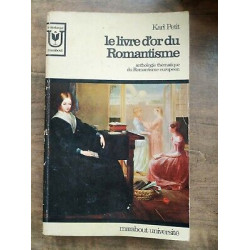 Karl Petit
le livre d'or du
Romantisme
anthologie thématique
du Romantisme européen
marabout université